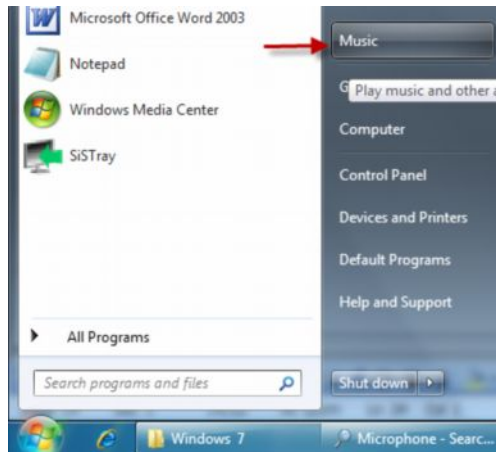 Microsoft Office Word 2003
Notepad
Windows Media Center
SiSTray
All Programs
Search programs and files
Music
G
Play music and other a
Computer
Control Panel
Devices and Printers
Default Programs
Help and Support
Shut down
Windows 7
Microphone - Searc...